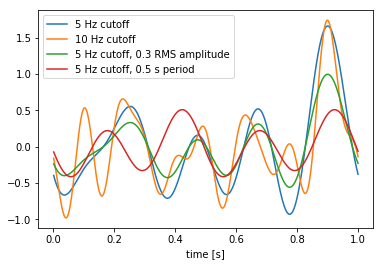 5 Hz cutoff
10 Hz cutoff
5 Hz cutoff, 0.3 RMS amplitude
5 Hz cutoff, 0.5 s period
1.5
1.0
0.5
0.0
−0.5
−1.0
0.0 0.2 0.4 0.6 0.8 1.0
time [s]